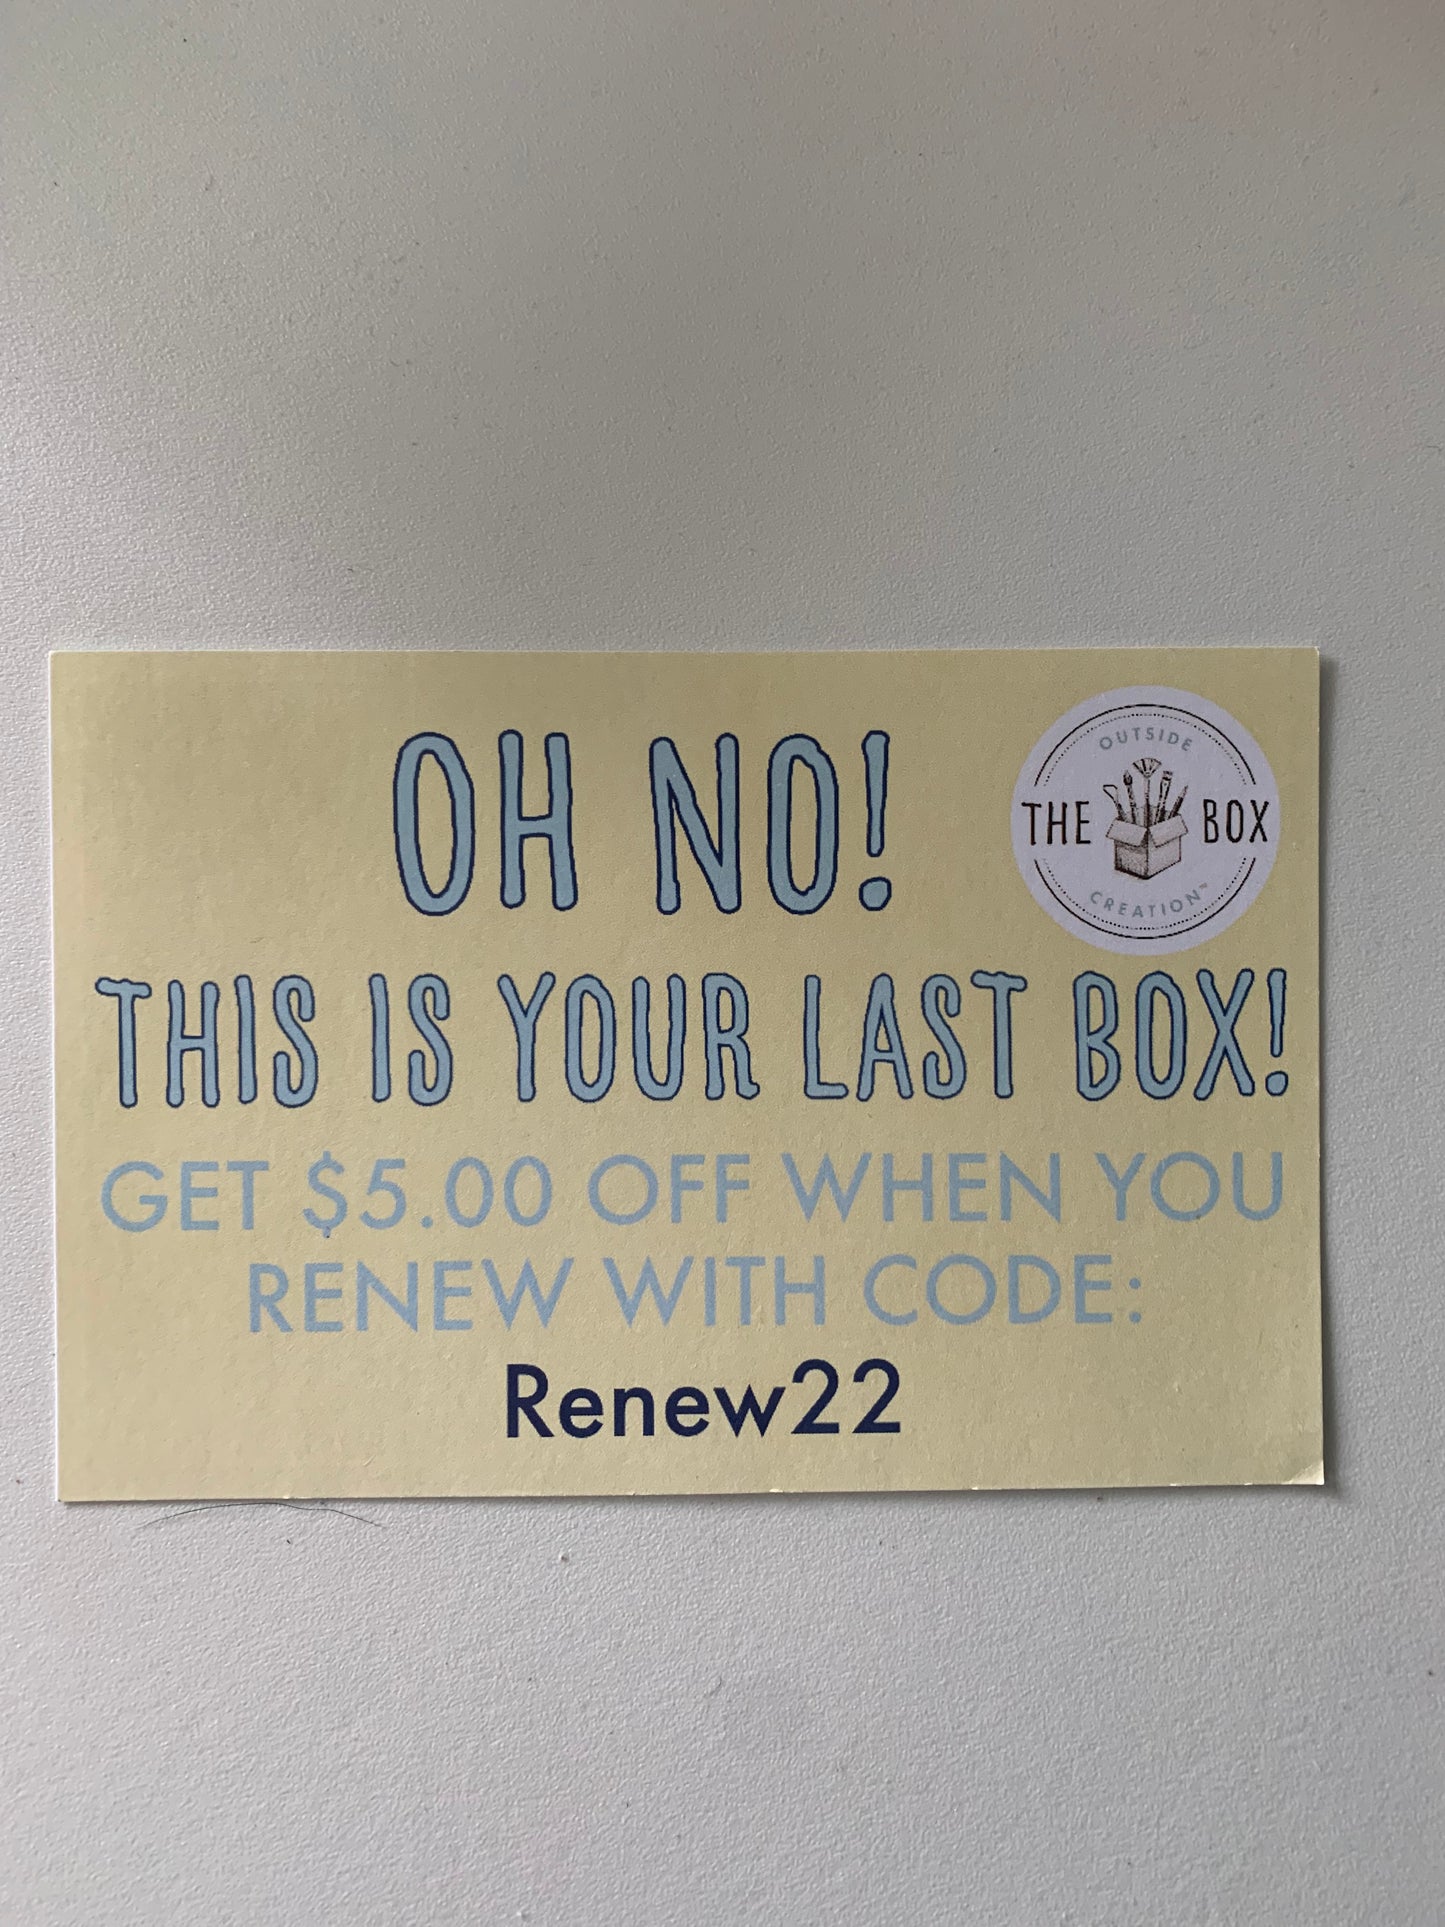 OH NO!
OUTSIDE
THE BOX
CREATION™
THIS IS YOUR LAST BOX!
GET $5.00 OFF WHEN YOU
RENEW WITH CODE:
Renew22